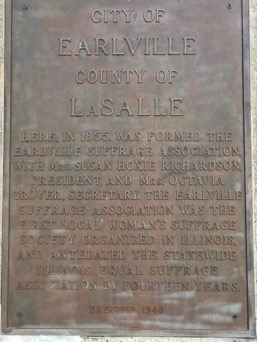 CITY OF
EARLVILLE
COUNTY OF
LASALLE
HERE, IN 1855, WAS FORMED THE
EARLVILLE SUFFRAGE ASSOCIATION
WITH MRS. SUSAN HOXIE RICHARDSON,
PRESIDENT, AND MRS. OCTAVIA
GROVER, SECRETARY. THE EARLVILLE
SUFFRAGE ASSOCIATION WAS THE
FIRST LOCAL WOMAN'S SUFFRAGE
SOCIETY ORGANIZED IN ILLINOIS,
AND ANTEDATED THE STATEWIDE
ILLINOIS EQUAL SUFFRAGE
ASSOCIATION BY FOURTEEN YEARS.
ERECTED 1940